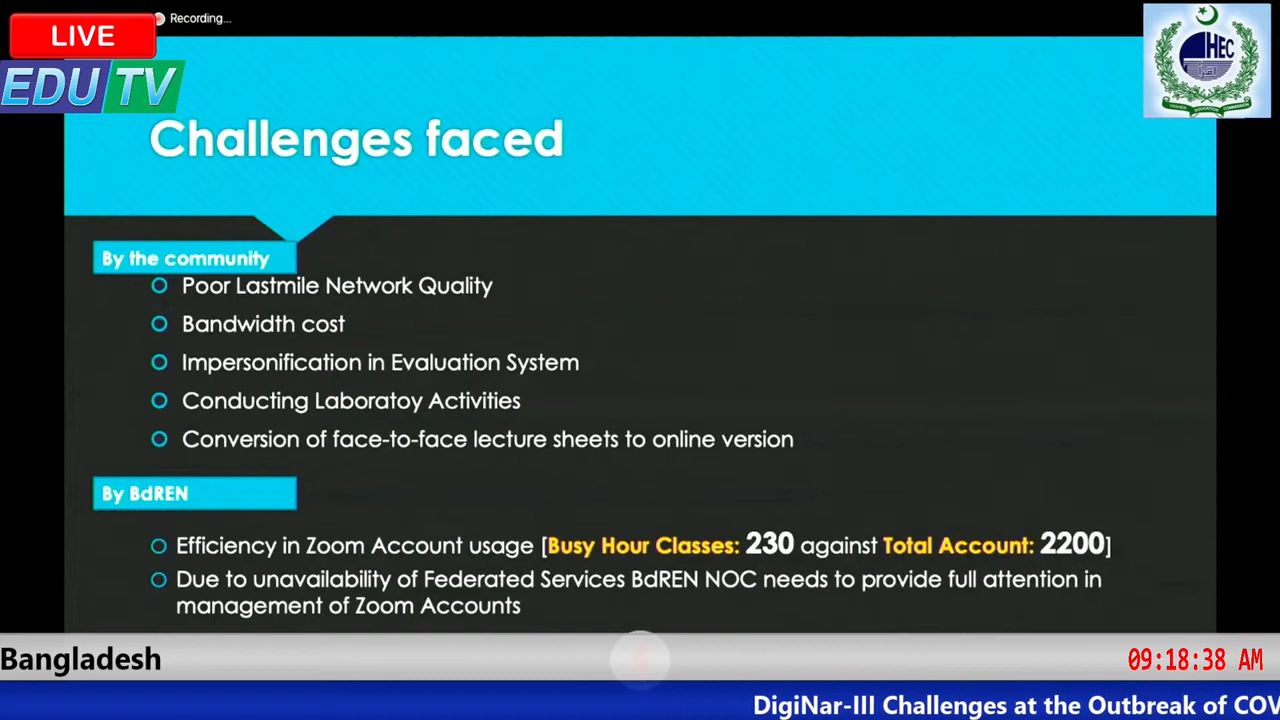 Recording...
LIVE
EDU TV
HEC
HIGHER EDUCATION COMMISSION
Challenges faced
By the community
Poor Lastmile Network Quality
Bandwidth cost
Impersonification in Evaluation System
Conducting Laboratoy Activities
Conversion of face-to-face lecture sheets to online version
By BdREN
Efficiency in Zoom Account usage [Busy Hour Classes: 230 against Total Account: 2200]
Due to unavailability of Federated Services BdREN NOC needs to provide full attention in
management of Zoom Accounts
Bangladesh
09:18:38 AM
DigiNar-III Challenges at the Outbreak of COV